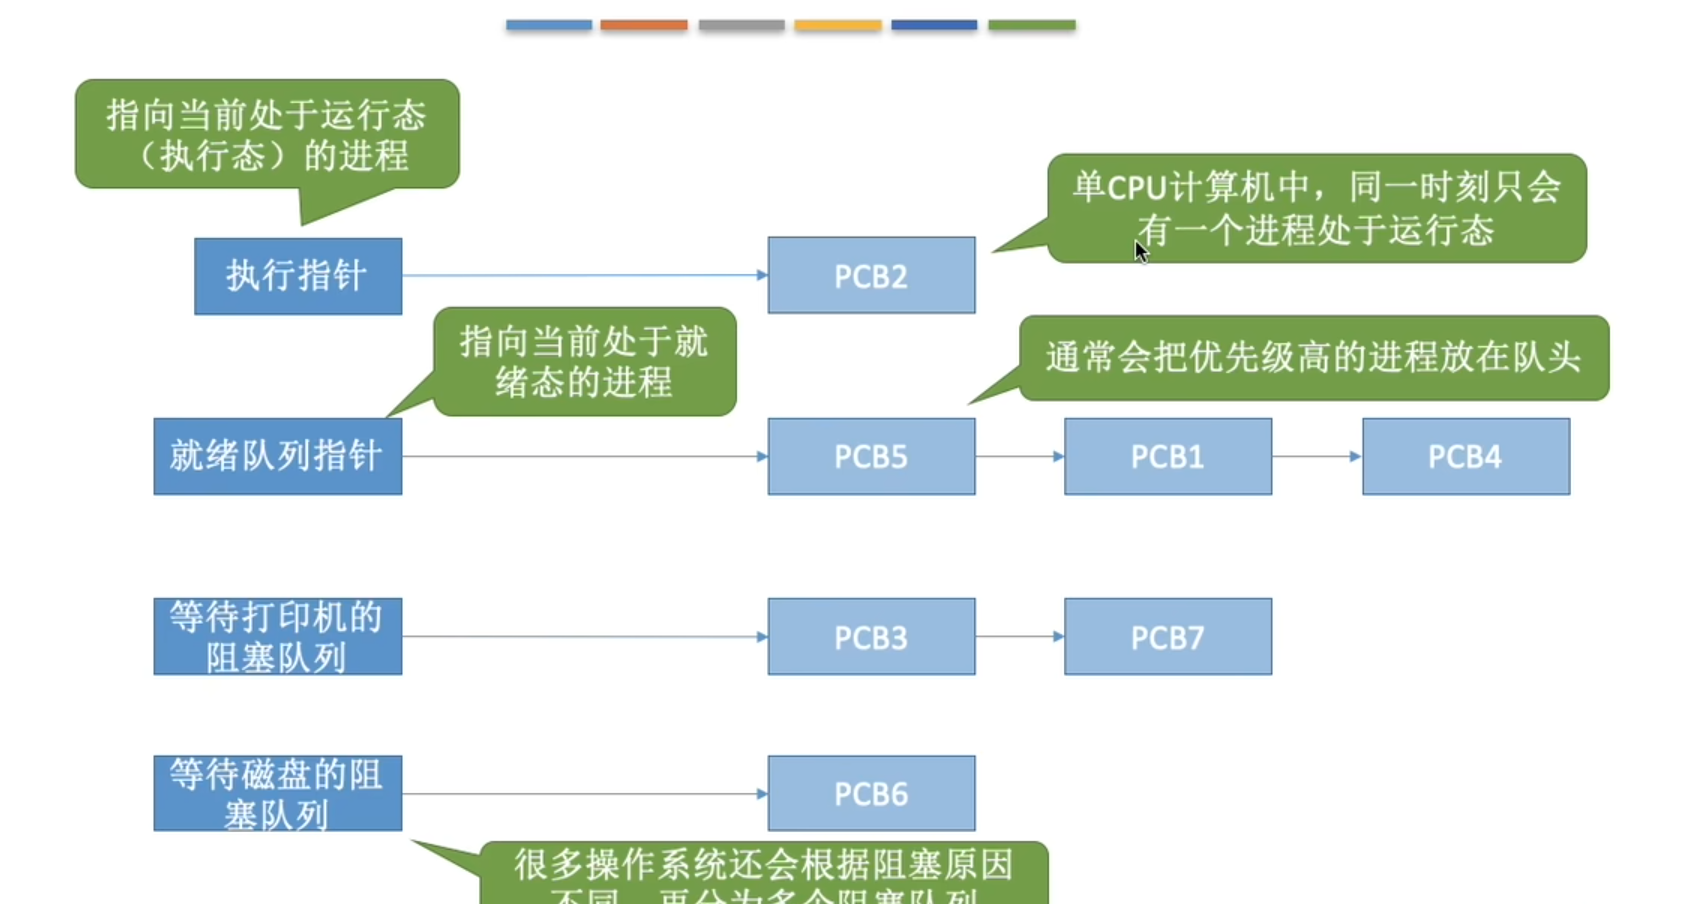 指向当前处于运行态
（执行态）的进程
单CPU计算机中，同一时刻只会
有一个进程处于运行态
执行指针
PCB2
指向当前处于就
绪态的进程
通常会把优先级高的进程放在队头
就绪队列指针
PCB5
PCB1
PCB4
等待打印机的
阻塞队列
PCB3
PCB7
等待磁盘的阻
塞队列
PCB6
很多操作系统还会根据阻塞原因
不同，再分为多个阻塞队列